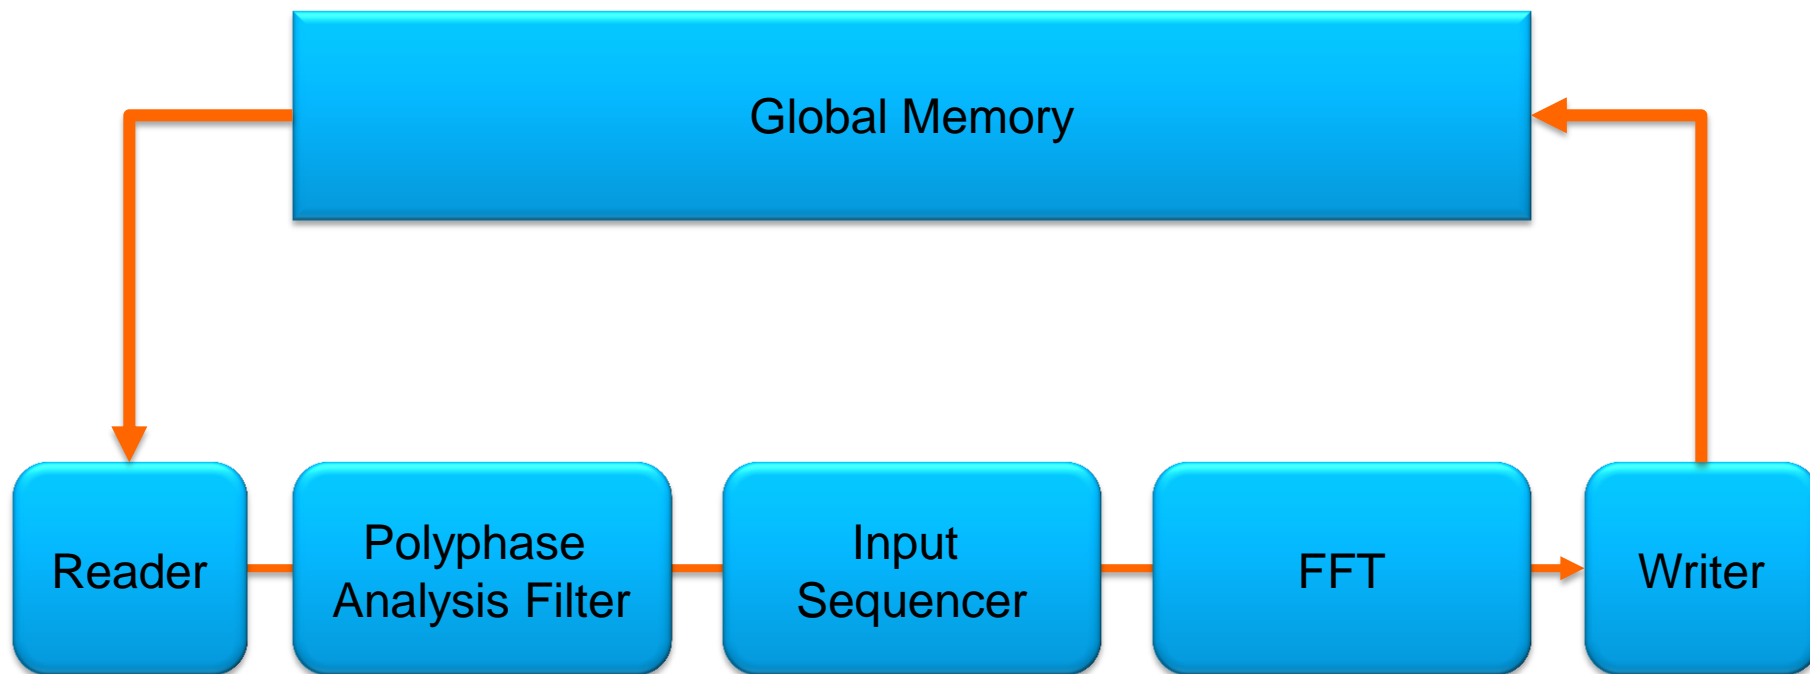 Global Memory
Reader
Polyphase
Analysis Filter
Input
Sequencer
FFT
Writer